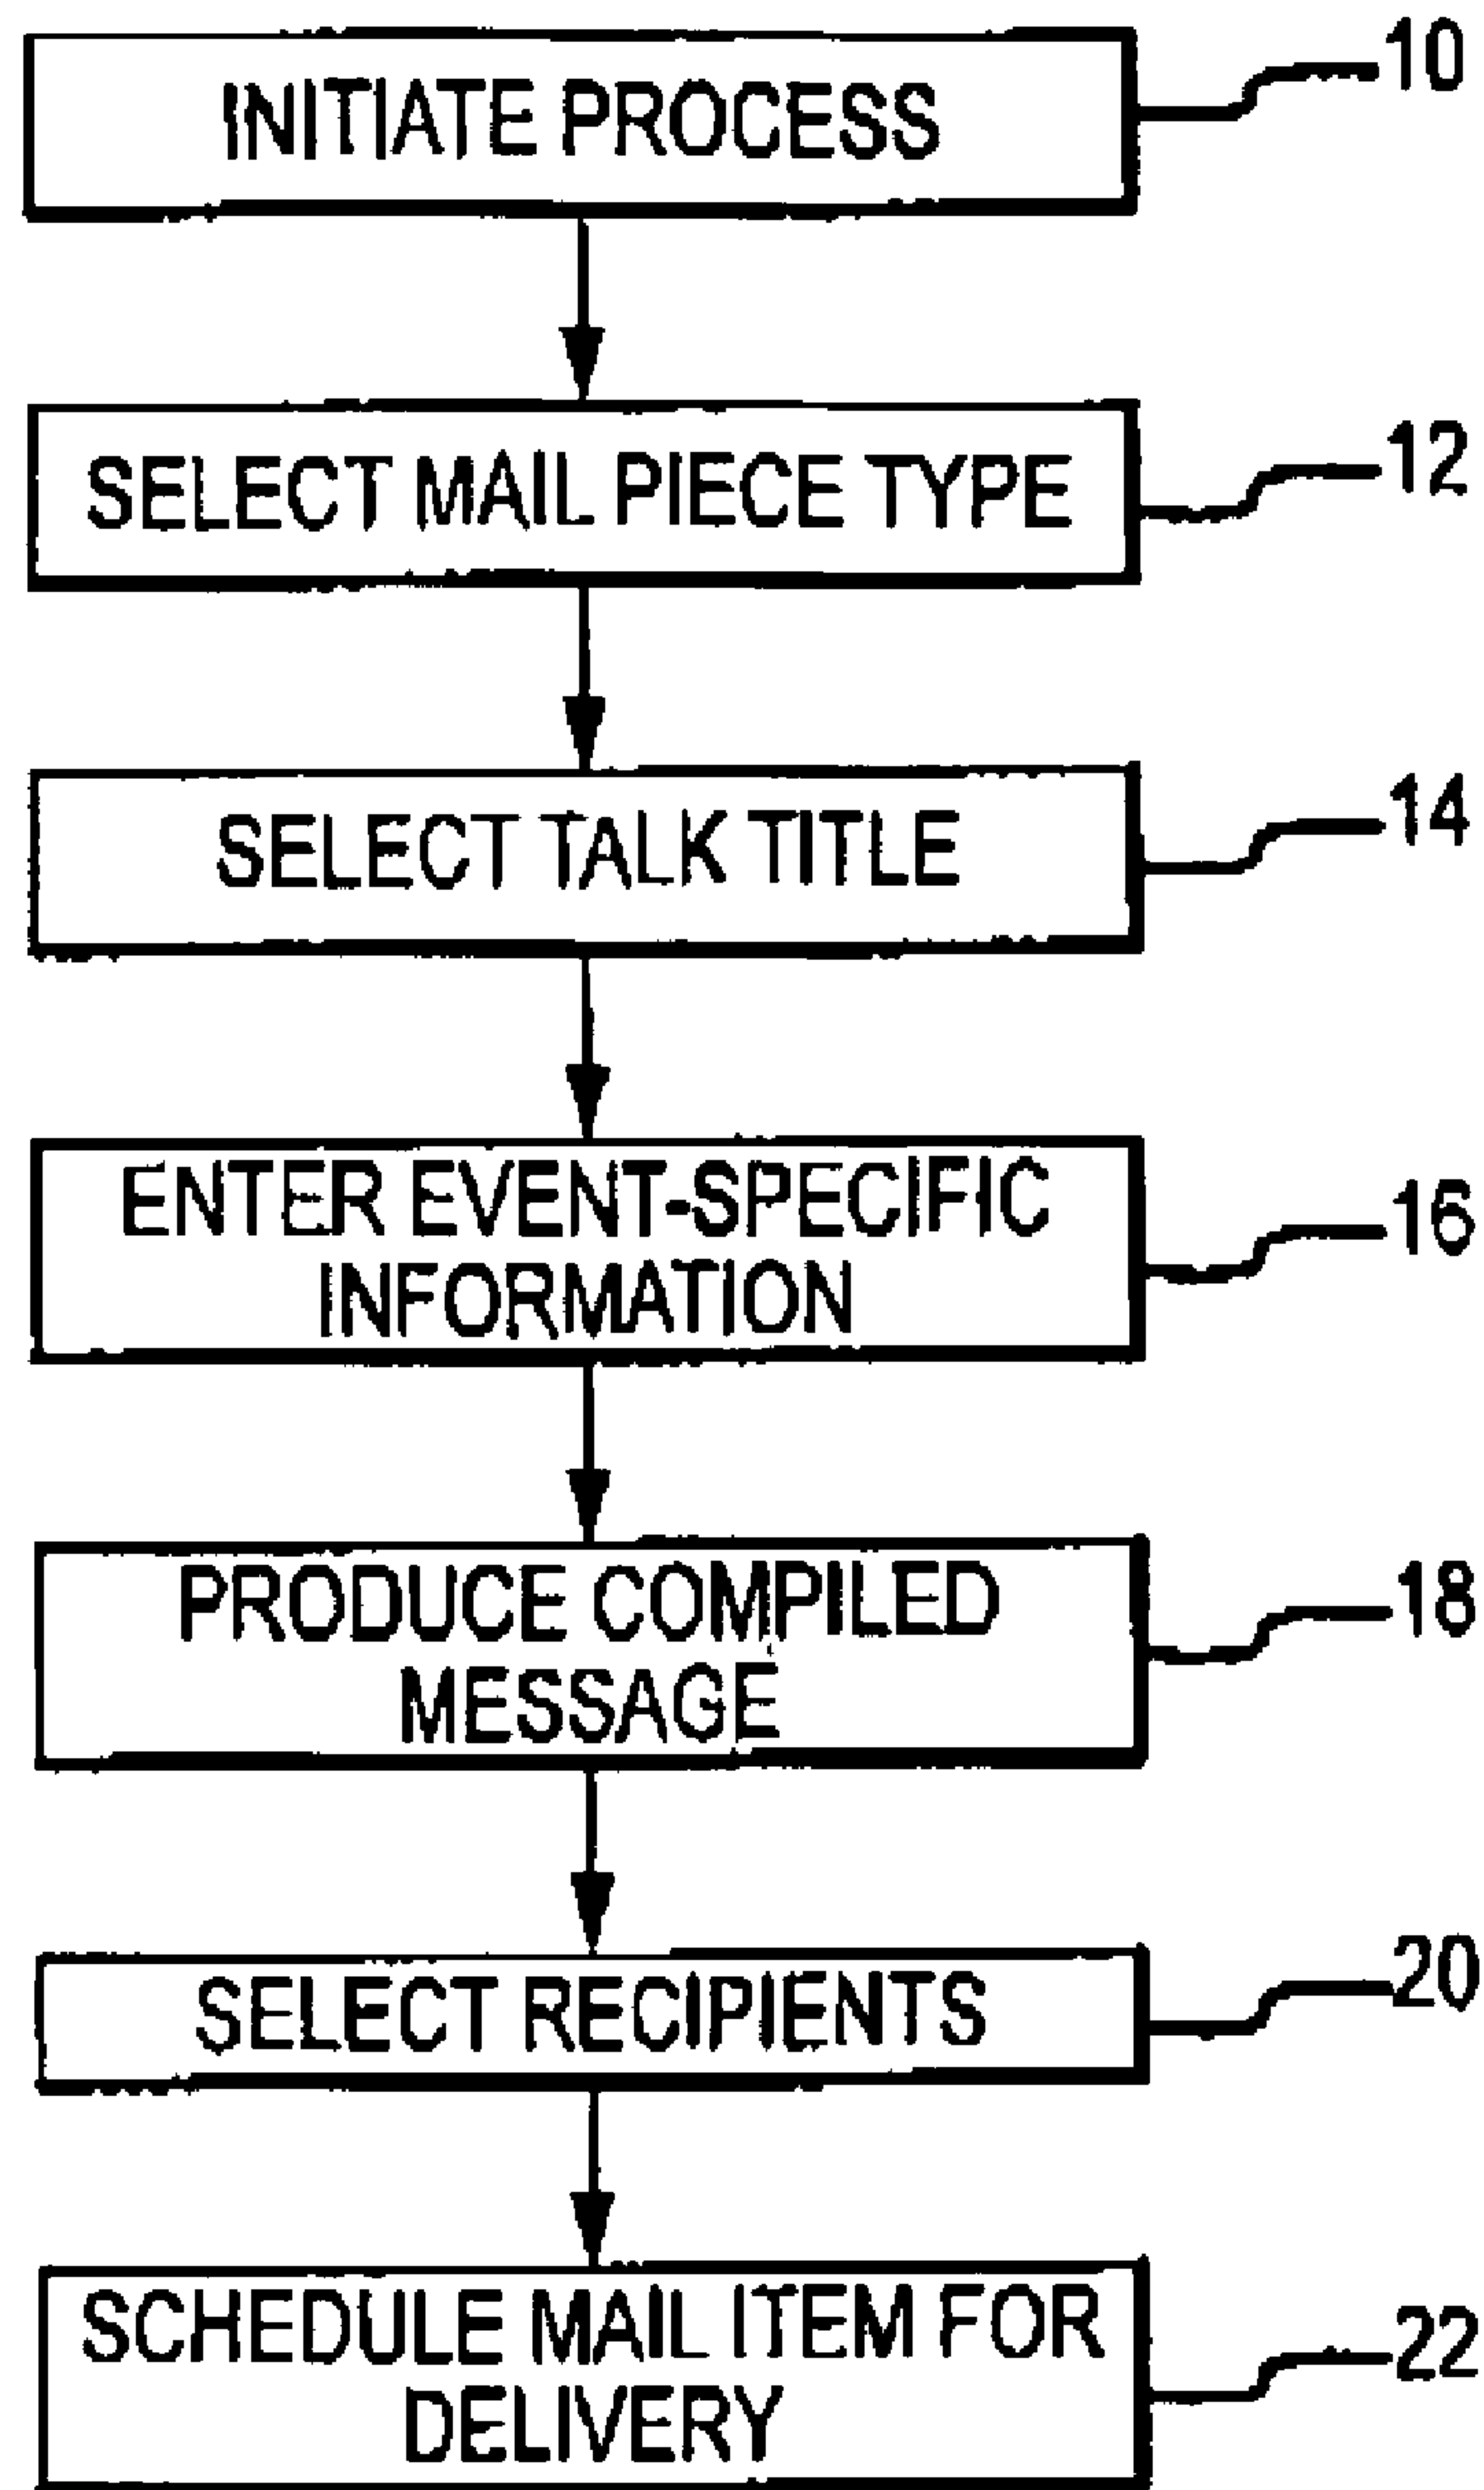 INITIATE PROCESS
10
SELECT MAIL PIECE TYPE
12
SELECT TALK TITLE
14
ENTER EVENT-SPECIFIC
INFORMATION
16
PRODUCE COMPILED
MESSAGE
18
SELECT RECIPIENTS
20
SCHEDULE MAIL ITEM FOR
DELIVERY
22